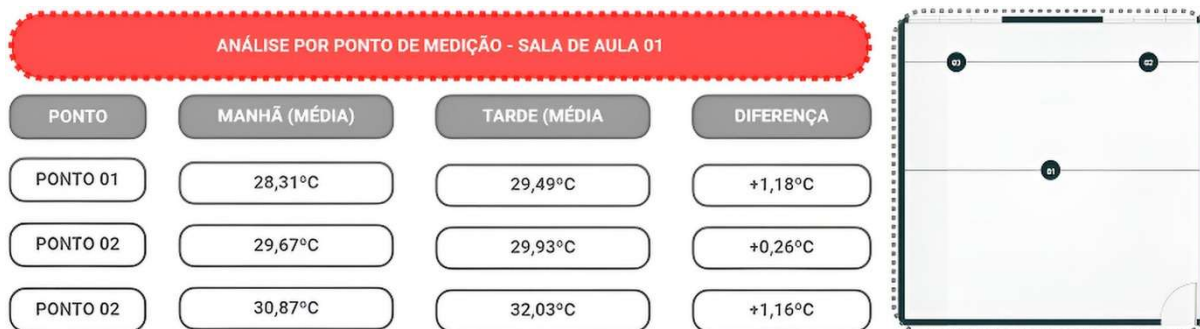 ANÁLISE POR PONTO DE MEDIÇÃO - SALA DE AULA 01
PONTO MANHÃ (MÉDIA) TARDE (MÉDIA DIFERENÇA
PONTO 01 28,31ºC 29,49ºC +1,18ºC
PONTO 02 29,67ºC 29,93ºC +0,26ºC
PONTO 02 30,87ºC 32,03ºC +1,16ºC
03 02
01